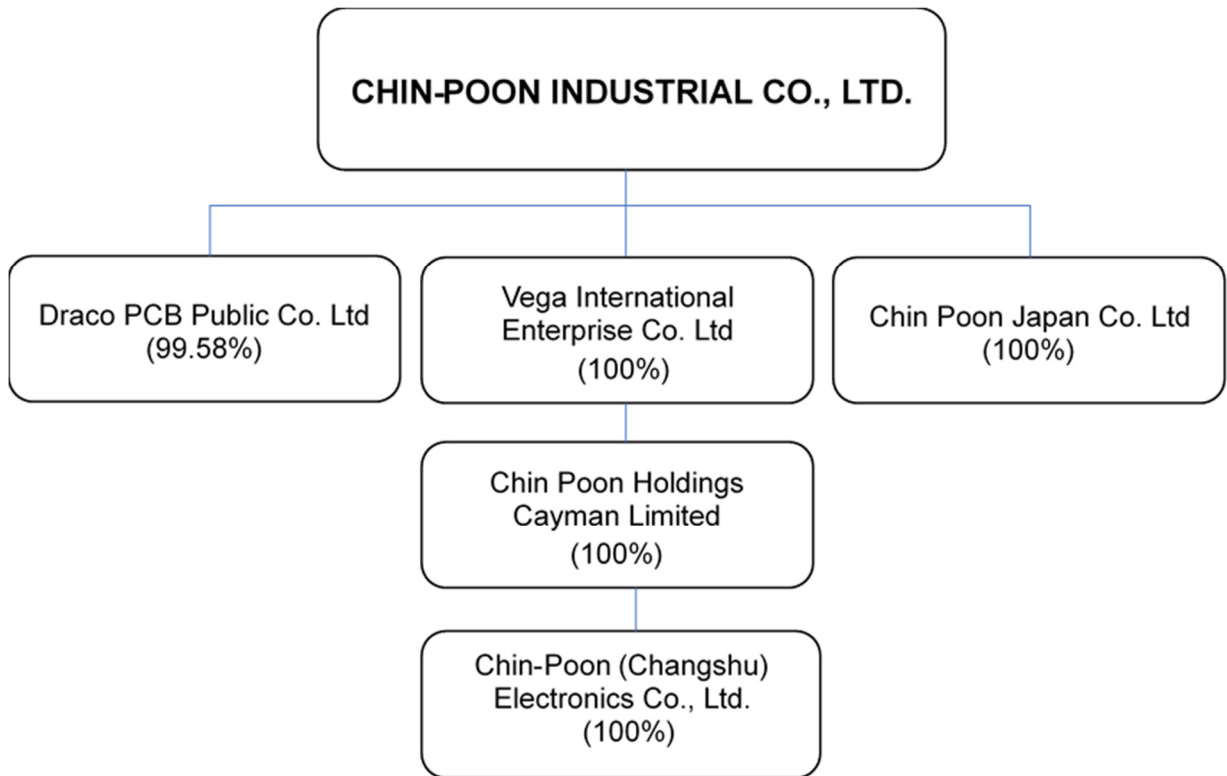 CHIN-POON INDUSTRIAL CO., LTD.
Draco PCB Public Co. Ltd
(99.58%)
Vega International
Enterprise Co. Ltd
(100%)
Chin Poon Japan Co. Ltd
(100%)
Chin Poon Holdings
Cayman Limited
(100%)
Chin-Poon (Changshu)
Electronics Co., Ltd.
(100%)